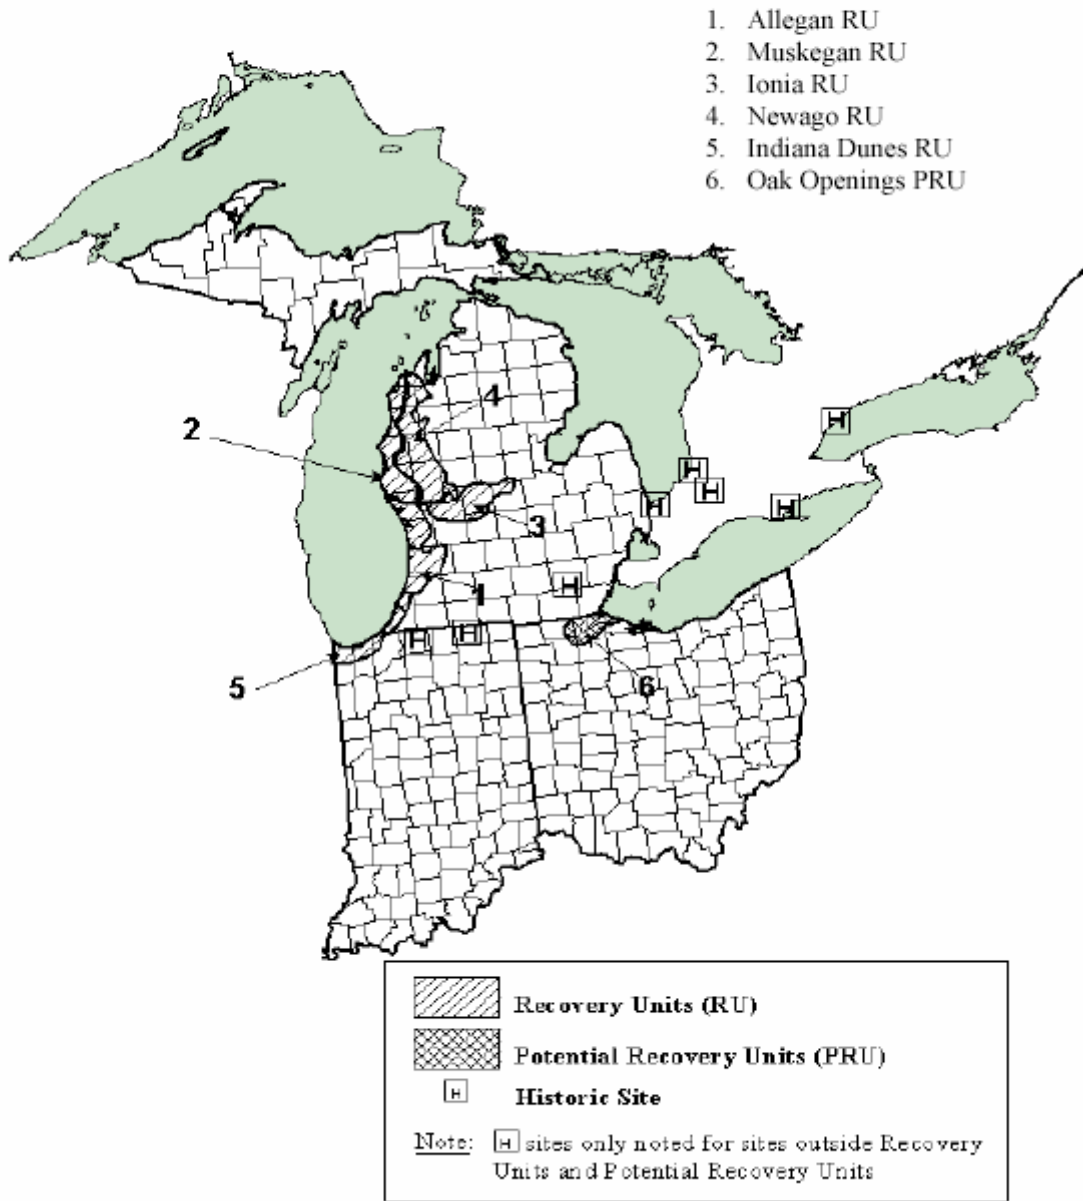 1. Allegan RU
2. Muskegan RU
3. Ionia RU
4. Newago RU
5. Indiana Dunes RU
6. Oak Openings PRU
4
2
H
H
H
H
H
3
H
1
H
H
5
6
Recovery Units (RU)
Potential Recovery Units (PRU)
H Historic Site
Note: H sites only noted for sites outside Recovery
Units and Potential Recovery Units